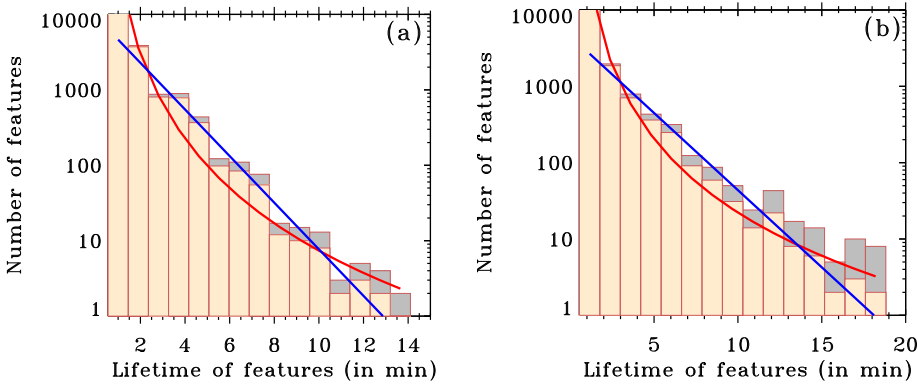 (a)
Number of features
10000
1000
100
10
1
2 4 6 8 10 12 14
Lifetime of features (in min)
(b)
Number of features
10000
1000
100
10
1
5 10 15 20
Lifetime of features (in min)